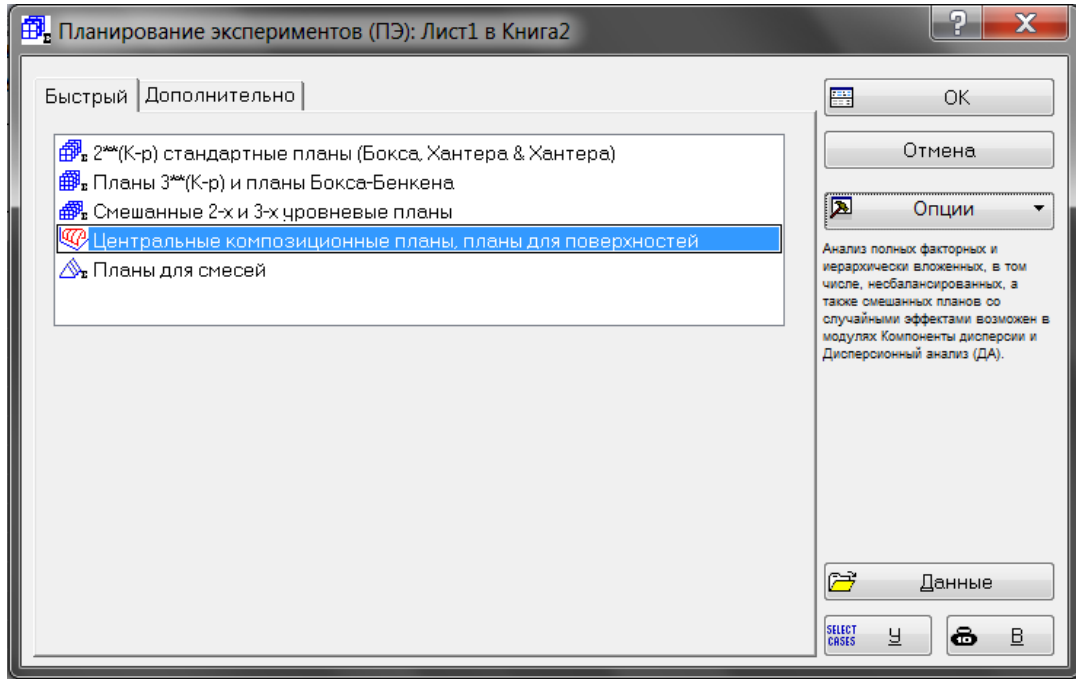 Планирование экспериментов (ПЭ): Лист1 в Книга2
Быстрый
Дополнительно
2**(К-р) стандартные планы (Бокса, Хантера & Хантера)
Планы 3**(К-р) и планы Бокса-Бенкена
Смешанные 2-х и 3-х уровневые планы
Центральные композиционные планы, планы для поверхностей
Планы для смесей
ОК
Отмена
Опции
Анализ полных факторных и
иерархически вложенных, в том
числе, несбалансированных, а
также смешанных планов со
случайными эффектами возможен в
модулях Компоненты дисперсии и
Дисперсионный анализ (ДА).
Данные
SELECT
CASES
У
В